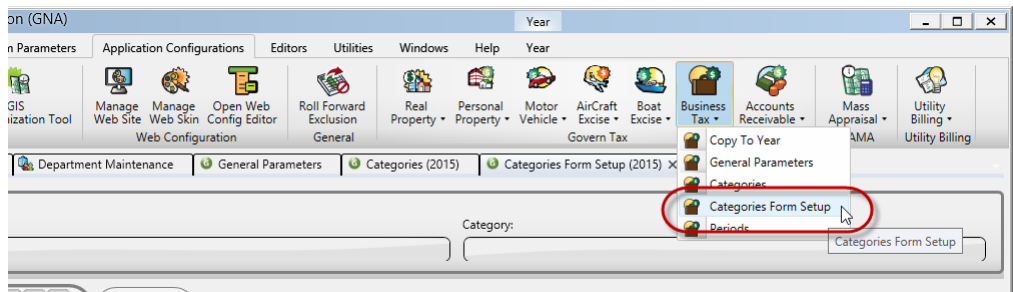 on (GNA)
Year
m Parameters Application Configurations Editors Utilities Windows Help Year
GIS
ization Tool
Manage
Web Site
Manage
Web Skin
Open Web
Config Editor
Roll Forward
Exclusion
Real
Property
Personal
Property
Motor
Vehicle
AirCraft
Excise
Boat
Excise
Business
Tax
Accounts
Receivable
Mass
Appraisal
Utility
Billing
Web Configuration General Govern Tax AMA Utility Billing
Copy To Year
General Parameters
Categories
Categories Form Setup
Periods
Department Maintenance General Parameters Categories (2015) Categories Form Setup (2015)
Category:
Categories Form Setup